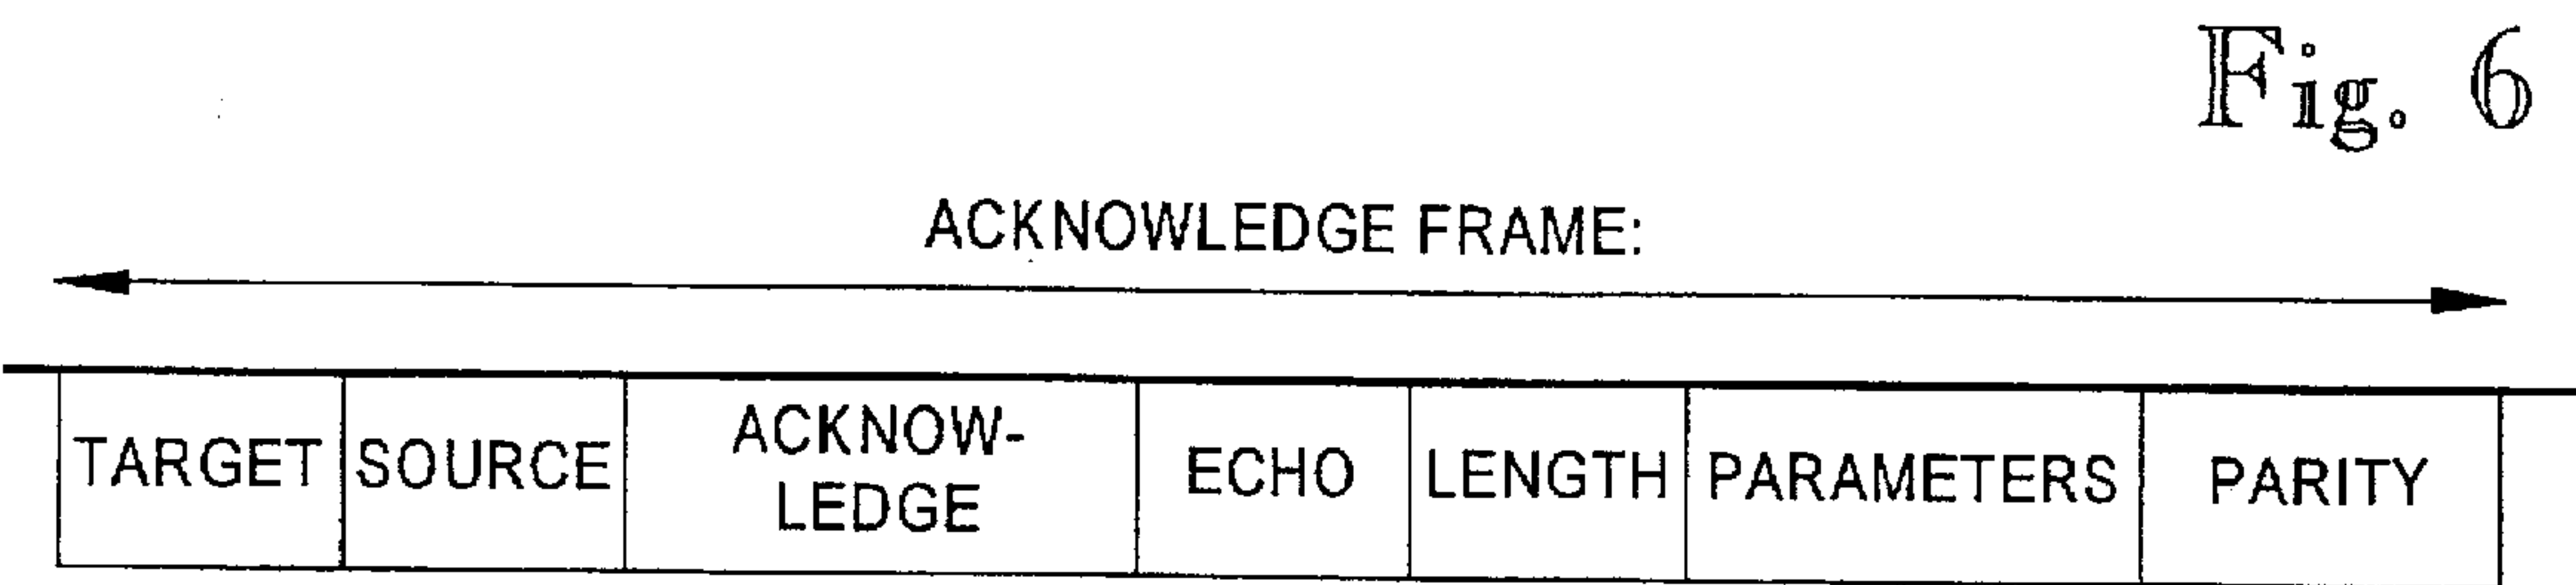 Fig. 6
ACKNOWLEDGE FRAME:
TARGET
SOURCE
ACKNOW-
LEDGE
ECHO
LENGTH
PARAMETERS
PARITY